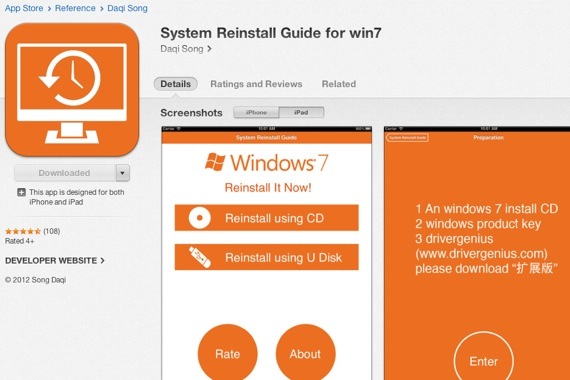 App Store > Reference > Daqi Song
System Reinstall Guide for win7
Daqi Song >
Details Ratings and Reviews Related
Screenshots iPhone iPad
Downloaded
+ This app is designed for both
iPhone and iPad
(108)
Rated 4+
DEVELOPER WEBSITE >
© 2012 Song Daqi
Carrier 10:01 AM 100%
System Reinstall Guide
Windows 7
Reinstall It Now!
Reinstall using CD
Reinstall using U Disk
Rate
About
Carrier 10:01 AM
System Reinstall Guide Preparation
1 An windows 7 install CD
2 windows product key
3 drivergenius
(www.drivergenius.com)
please download “扩展版”
Enter